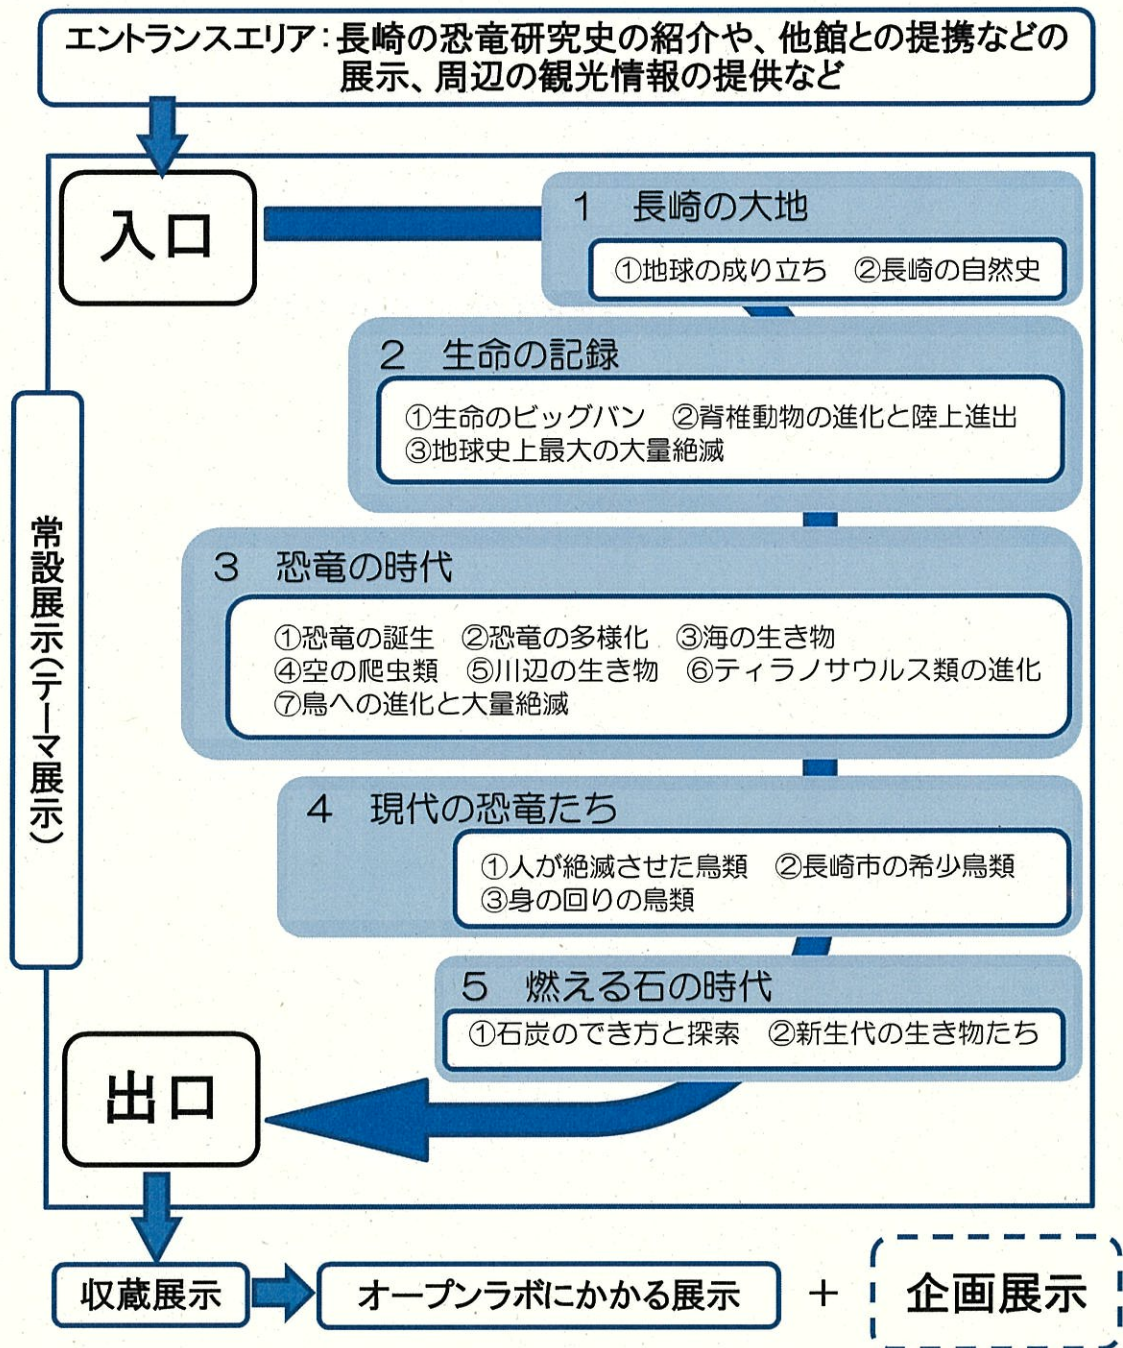 エントランスエリア：長崎の恐竜研究史の紹介や、他館との提携などの
展示、周辺の観光情報の提供など
入口
1 長崎の大地
①地球の成り立ち ②長崎の自然史
2 生命の記録
①生命のビッグバン ②脊椎動物の進化と陸上進出
③地球史上最大の大量絶滅
常設展示(テーマ展示)
3 恐竜の時代
①恐竜の誕生 ②恐竜の多様化 ③海の生き物
④空の爬虫類 ⑤川辺の生き物 ⑥ティラノサウルス類の進化
⑦鳥への進化と大量絶滅
4 現代の恐竜たち
①人が絶滅させた鳥類 ②長崎市の希少鳥類
③身の回りの鳥類
5 燃える石の時代
①石炭のでき方と探索 ②新生代の生き物たち
出口
収蔵展示
オープンラボにかかる展示
＋
企画展示